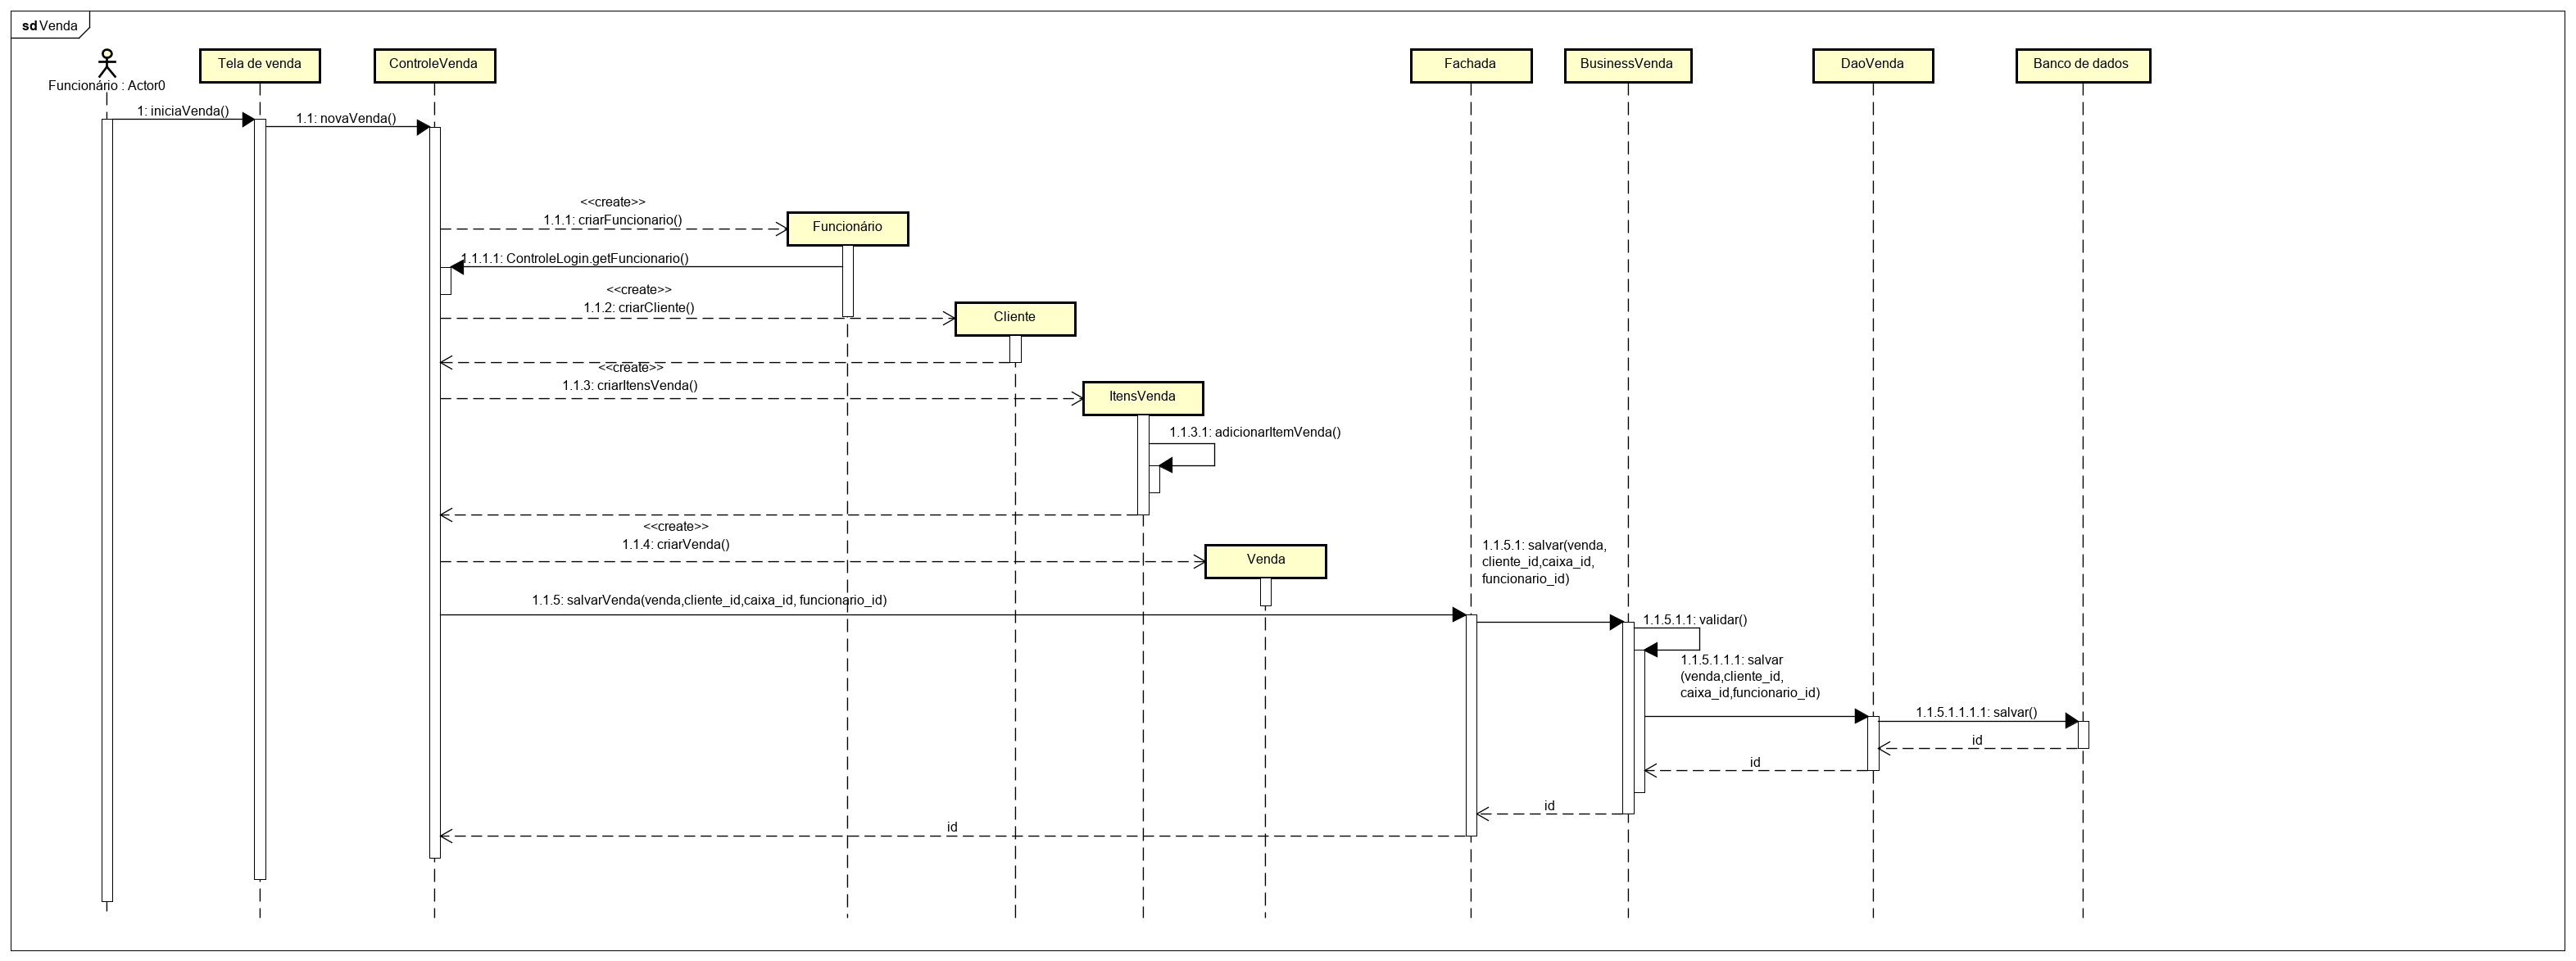 sd Venda
Funcionário : Actor0
Tela de venda
ControleVenda
Fachada
BusinessVenda
DaoVenda
Banco de dados
1: iniciaVenda()
1.1: novaVenda()
<<create>>
1.1.1: criarFuncionario()
Funcionário
1.1.1.1: ControleLogin.getFuncionario()
<<create>>
1.1.2: criarCliente()
Cliente
<<create>>
1.1.3: criarItensVenda()
ItensVenda
1.1.3.1: adicionarItemVenda()
<<create>>
1.1.4: criarVenda()
Venda
1.1.5.1: salvar(venda,
cliente_id,caixa_id,
funcionario_id)
1.1.5: salvarVenda(venda,cliente_id,caixa_id, funcionario_id)
1.1.5.1.1: validar()
1.1.5.1.1.1: salvar
(venda,cliente_id,
caixa_id,funcionario_id)
1.1.5.1.1.1.1: salvar()
id
id
id
id